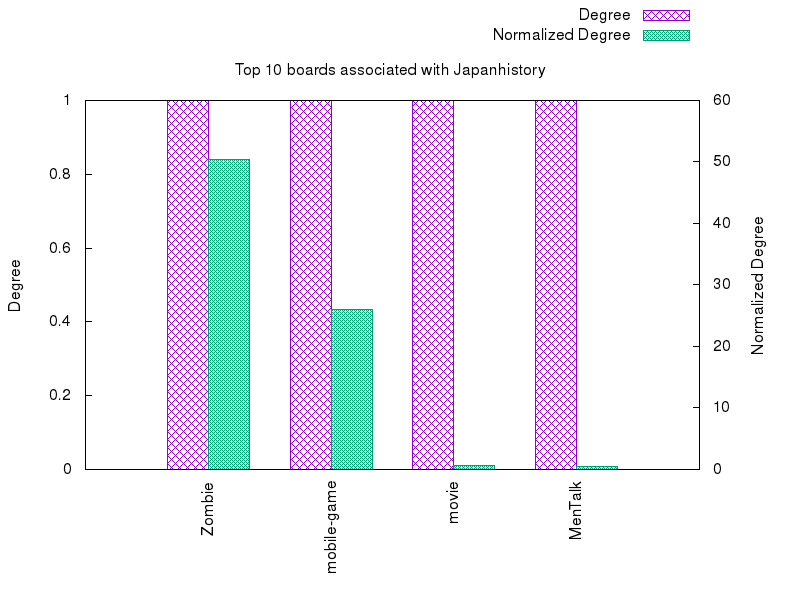 Degree
Normalized Degree
Top 10 boards associated with Japanhistory
1
0.8
0.6
0.4
0.2
0
60
50
40
30
20
10
0
Degree
Normalized Degree
Zombie
mobile-game
movie
MenTalk